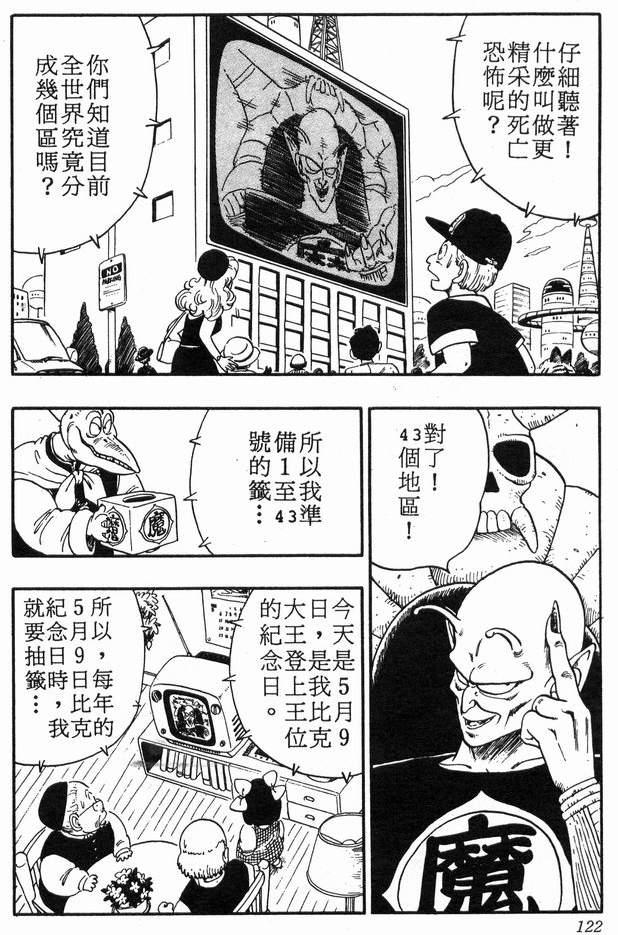 仔細聽著！
什麼叫做更
精采的死亡
恐怖呢？
你們知道目前
全世界究竟分
成幾個區嗎？
NO
PARKING
對了！
43個地區！
所以我準
備1至43
號的籤…
魔
魔
魔
今天是5月9
日，是我比克
大王登上王位
的紀念日。
所以，每年的
5月9日比克
紀念日時，我
就要抽籤…
122